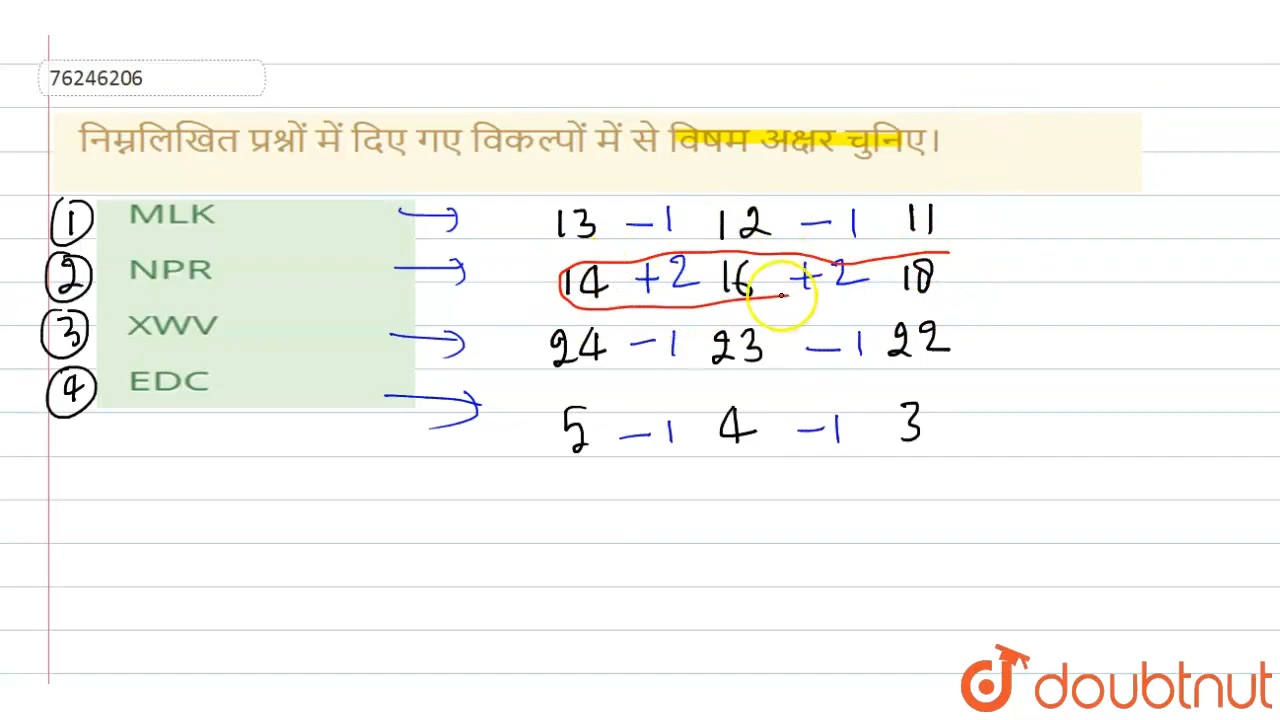 76246206
निम्नलिखित प्रश्नों में दिए गए विकल्पों में से विषम अक्षर चुनिए।
1 MLK → 13 -1 12 -1 11
2 NPR → 14 +2 16 +2 18
3 XWV → 24 -1 23 -1 22
4 EDC → 5 -1 4 -1 3
doubtnut